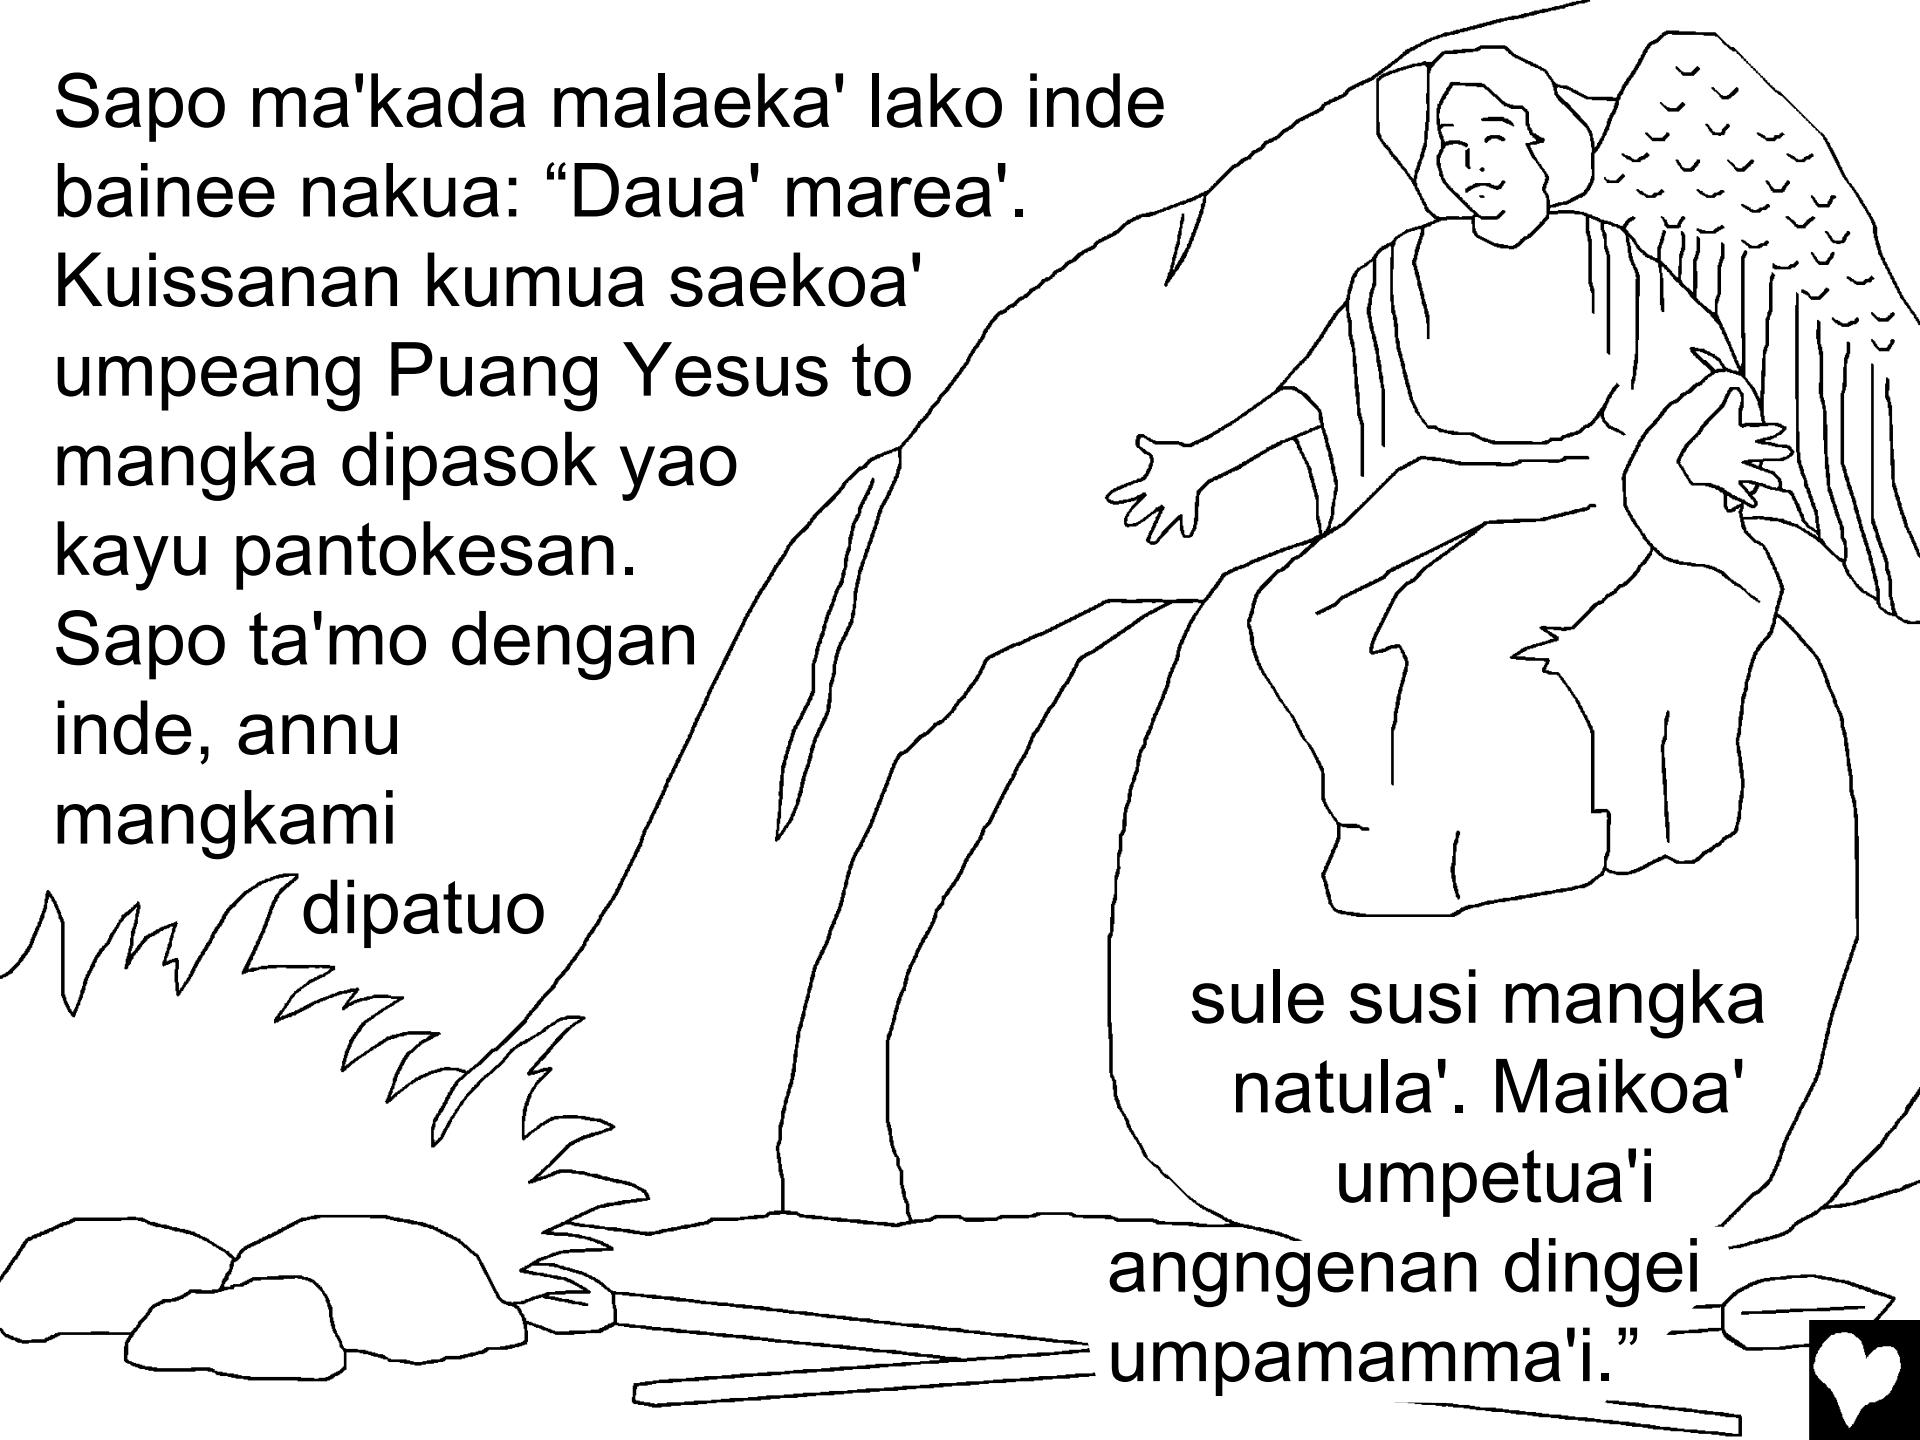 Sapo ma'kada malaeka' lako inde
bainee nakua: “Daua' marea'.
Kuissanan kumua saekoa'
umpeang Puang Yesus to
mangka dipasok yao
kayu pantokesan.
Sapo ta'mo dengan
inde, annu
mangkami
dipatuo
sule susi mangka
natula'. Maikoa'
umpetua'i
angngenan dingei
umpamamma'i.”